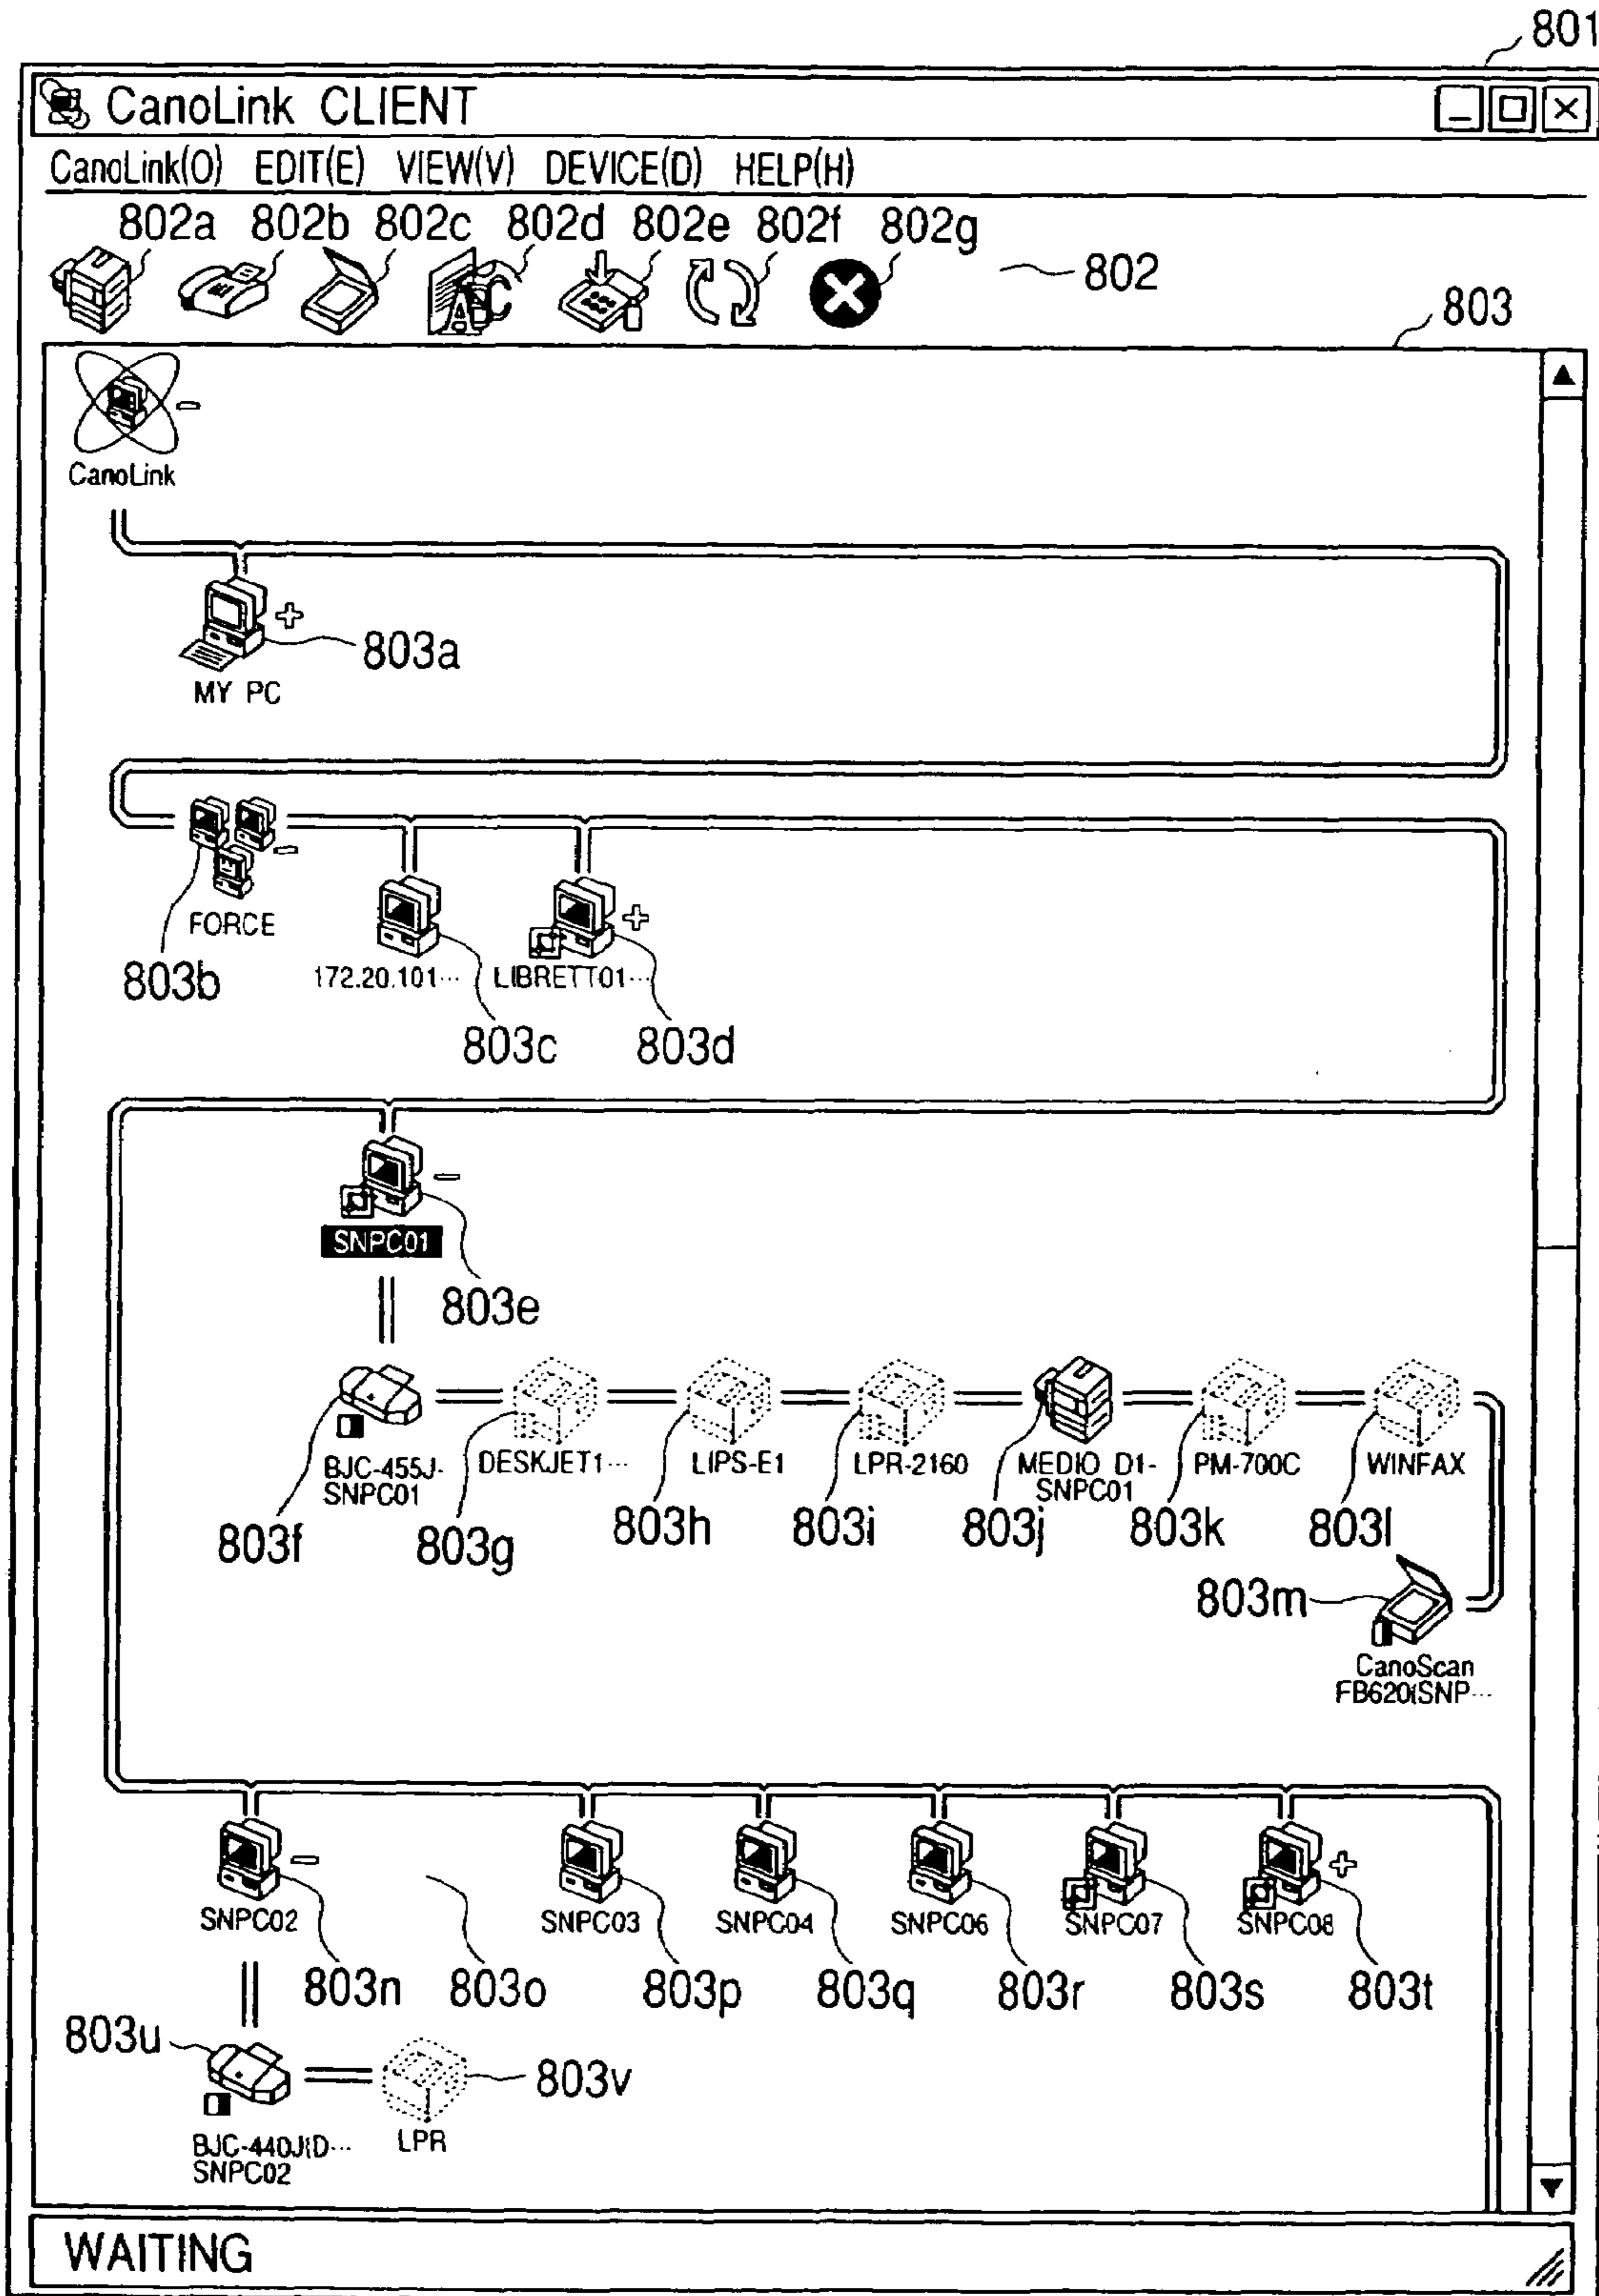 801
CanoLink CLIENT
CanoLink(O) EDIT(E) VIEW(V) DEVICE(D) HELP(H)
802a 802b 802c 802d 802e 802f 802g
802
803
CanoLink
803a
MY PC
FORCE
803b
172.20.101··· LIBRETT01···
803c 803d
SNPC01
803e
BJC-455J-
SNPC01
DESKJET1···
LIPS-E1
LPR-2160
MEDIO D1-
SNPC01
PM-700C
WINFAX
803f 803g 803h 803i 803j 803k 803l
803m
CanoScan
FB620(SNP···
SNPC02 SNPC03 SNPC04 SNPC06 SNPC07 SNPC08
803n 803o 803p 803q 803r 803s 803t
803u
803v
BJC-440J(D···
SNPC02
LPR
WAITING